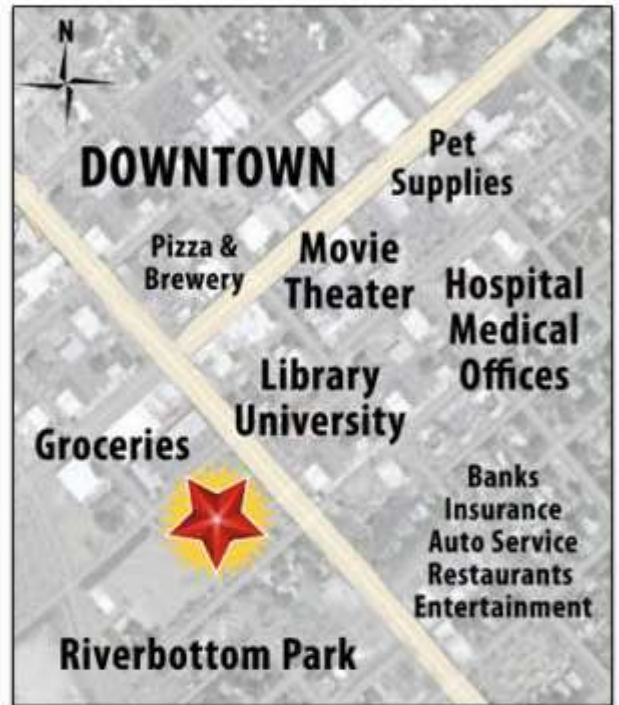 N
DOWNTOWN
Pet
Supplies
Pizza &
Brewery
Movie
Theater
Hospital
Medical
Offices
Library
University
Groceries
Banks
Insurance
Auto Service
Restaurants
Entertainment
Riverbottom Park